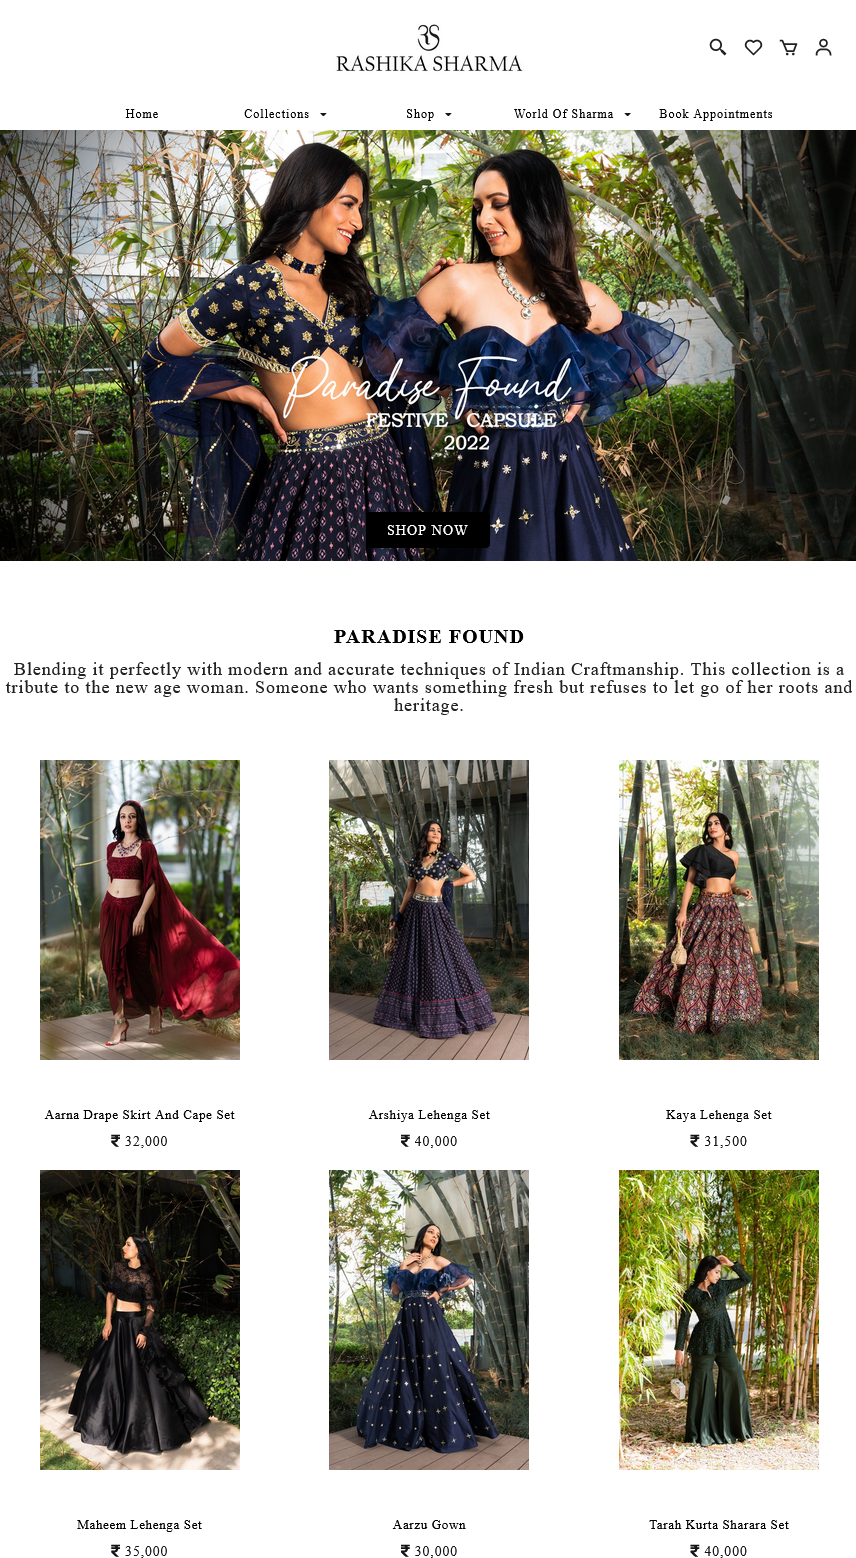 RASHIKA SHARMA
Home Collections Shop World Of Sharma Book Appointments
Paradise Found
FESTIVE CAPSULE
2022
SHOP NOW
PARADISE FOUND
Blending it perfectly with modern and accurate techniques of Indian Craftmanship. This collection is a
tribute to the new age woman. Someone who wants something fresh but refuses to let go of her roots and
heritage.
Aarna Drape Skirt And Cape Set
₹ 32,000
Arshiya Lehenga Set
₹ 40,000
Kaya Lehenga Set
₹ 31,500
Maheem Lehenga Set
₹ 35,000
Aarzu Gown
₹ 30,000
Tarah Kurta Sharara Set
₹ 40,000